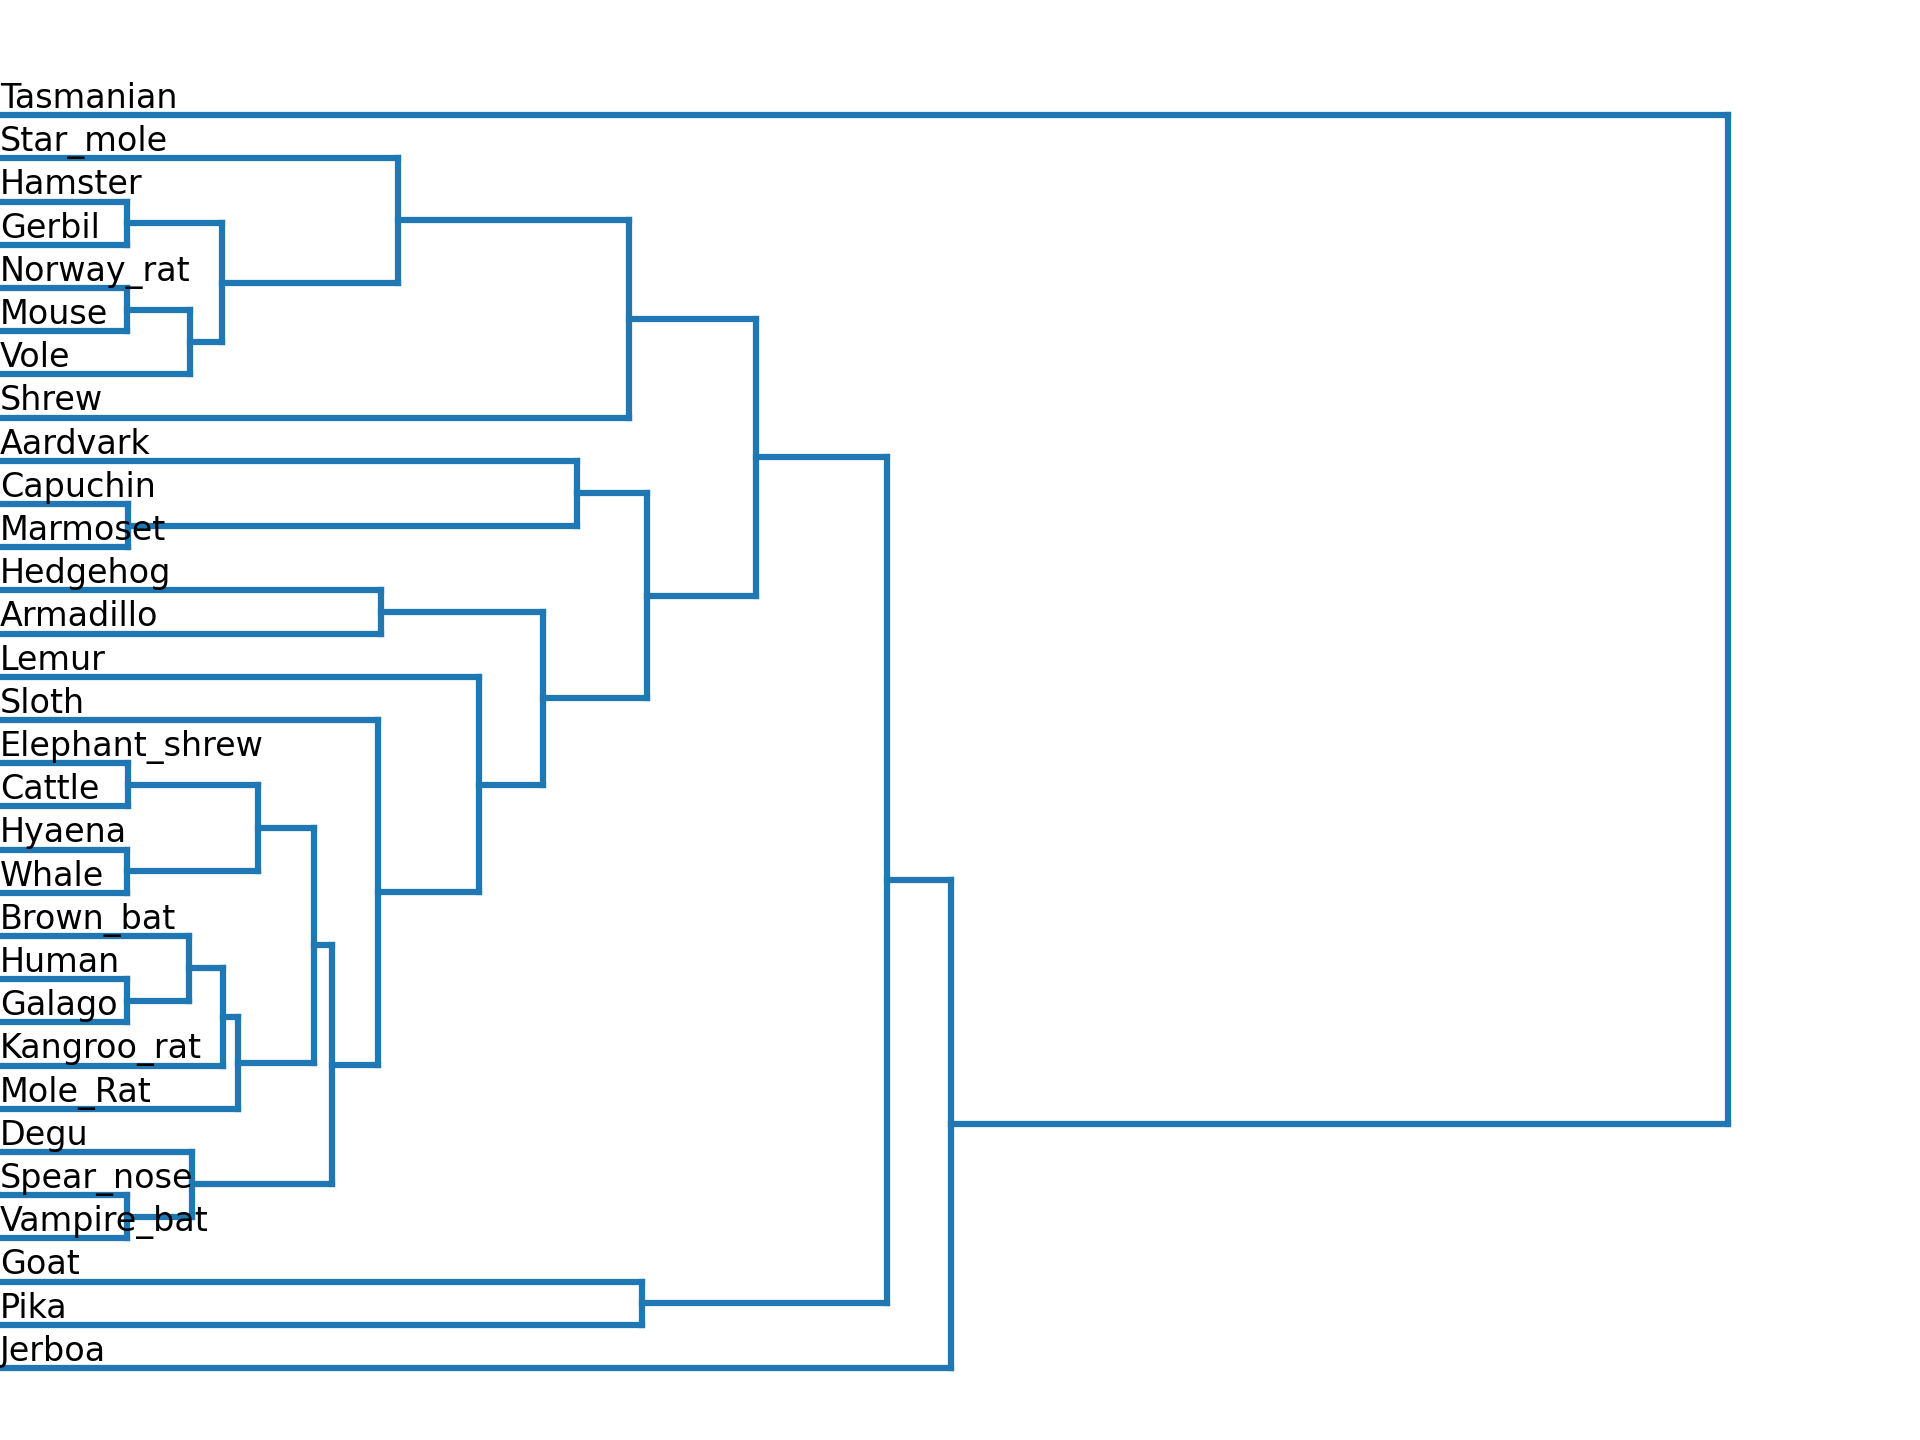 Tasmanian
Star_mole
Hamster
Gerbil
Norway_rat
Mouse
Vole
Shrew
Aardvark
Capuchin
Marmoset
Hedgehog
Armadillo
Lemur
Sloth
Elephant_shrew
Cattle
Hyaena
Whale
Brown_bat
Human
Galago
Kangroo_rat
Mole_Rat
Degu
Spear_nose
Vampire_bat
Goat
Pika
Jerboa